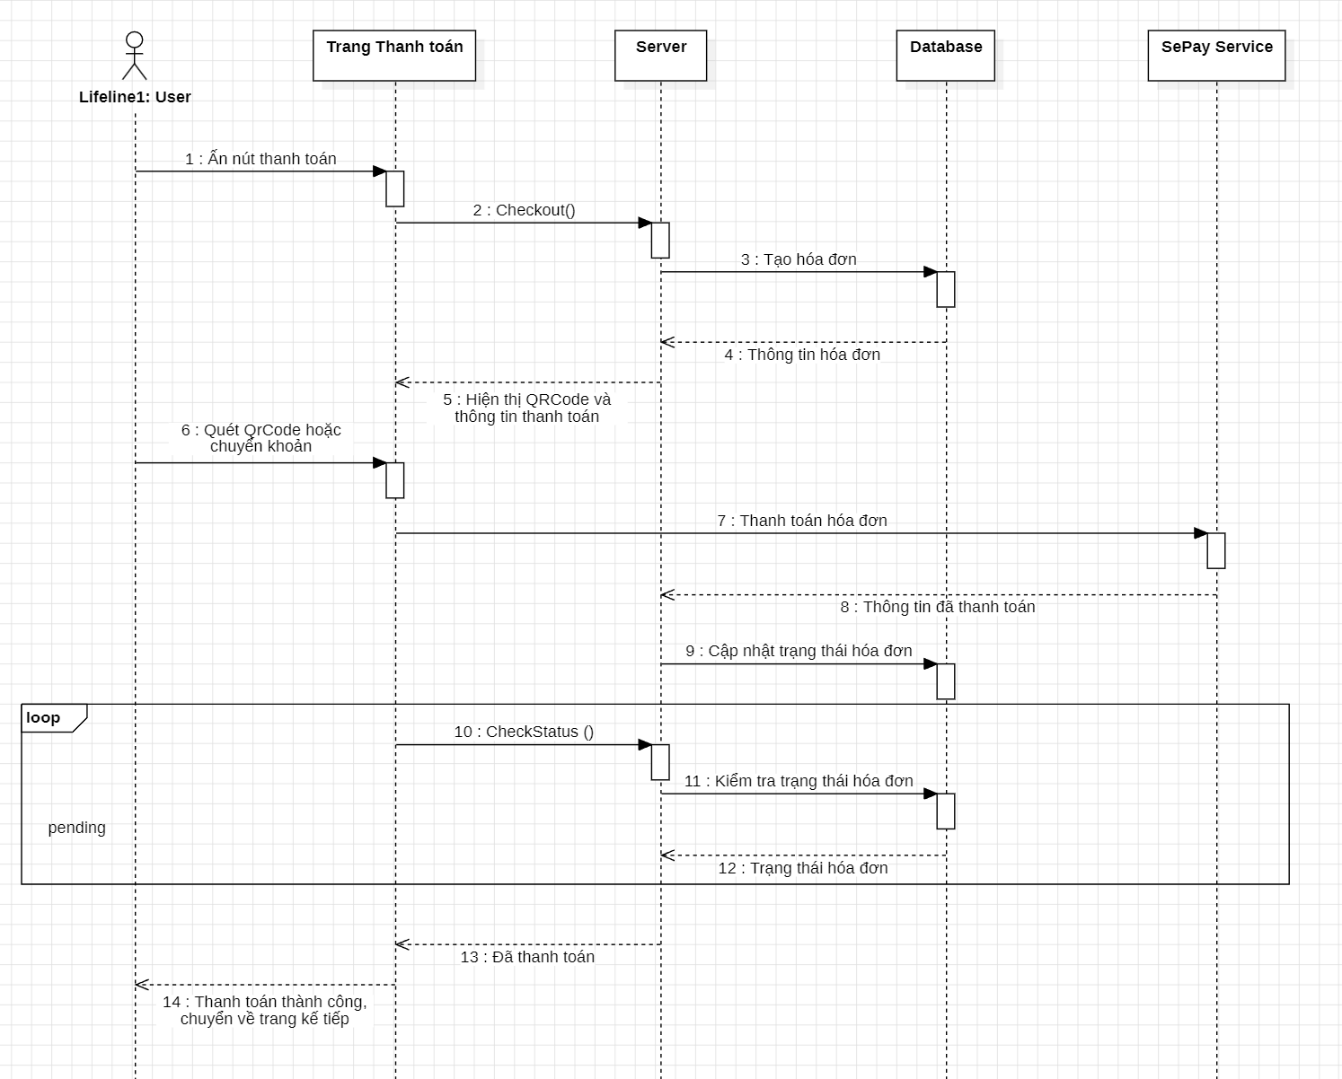 Trang Thanh toán
Server
Database
SePay Service
Lifeline1: User
1 : Ấn nút thanh toán
2 : Checkout()
3 : Tạo hóa đơn
4 : Thông tin hóa đơn
5 : Hiện thị QRCode và
thông tin thanh toán
6 : Quét QrCode hoặc
chuyển khoản
7 : Thanh toán hóa đơn
8 : Thông tin đã thanh toán
9 : Cập nhật trạng thái hóa đơn
loop
10 : CheckStatus ()
11 : Kiểm tra trạng thái hóa đơn
pending
12 : Trạng thái hóa đơn
13 : Đã thanh toán
14 : Thanh toán thành công,
chuyển về trang kế tiếp